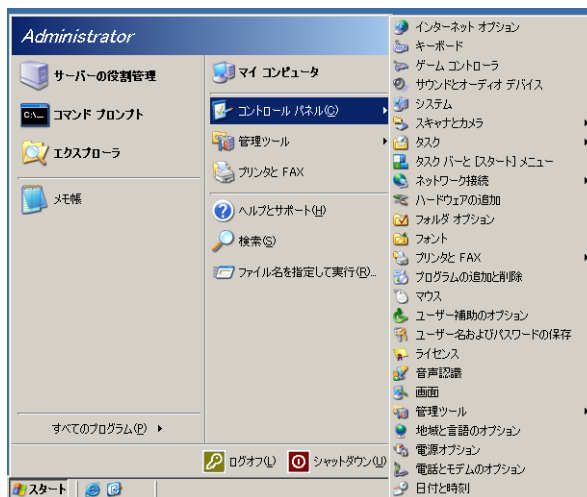 Administrator
サーバーの役割管理
コマンド プロンプト
エクスプローラ
メモ帳
すべてのプログラム(P)
マイ コンピュータ
コントロール パネル(C)
管理ツール
プリンタと FAX
ヘルプとサポート(H)
検索(S)
ファイル名を指定して実行(R)...
ログオフ(L)
シャットダウン(U)
インターネット オプション
キーボード
ゲーム コントローラ
サウンドとオーディオ デバイス
システム
スキャナとカメラ
タスク
タスク バーと [スタート] メニュー
ネットワーク接続
ハードウェアの追加
フォルダ オプション
フォント
プリンタと FAX
プログラムの追加と削除
マウス
ユーザー補助のオプション
ユーザー名およびパスワードの保存
ライセンス
音声認識
画面
管理ツール
地域と言語のオプション
電源オプション
電話とモデムのオプション
日付と時刻
スタート